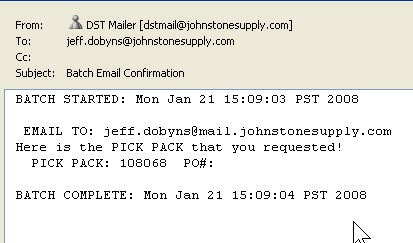 From: DST Mailer [dstmail@johnstonesupply.com]
To: jeff.dobyns@johnstonesupply.com
Cc:
Subject: Batch Email Confirmation
BATCH STARTED: Mon Jan 21 15:09:03 PST 2008
EMAIL TO: jeff.dobyns@mail.johnstonesupply.com
Here is the PICK PACK that you requested!
PICK PACK: 108068 PO#:
BATCH COMPLETE: Mon Jan 21 15:09:04 PST 2008